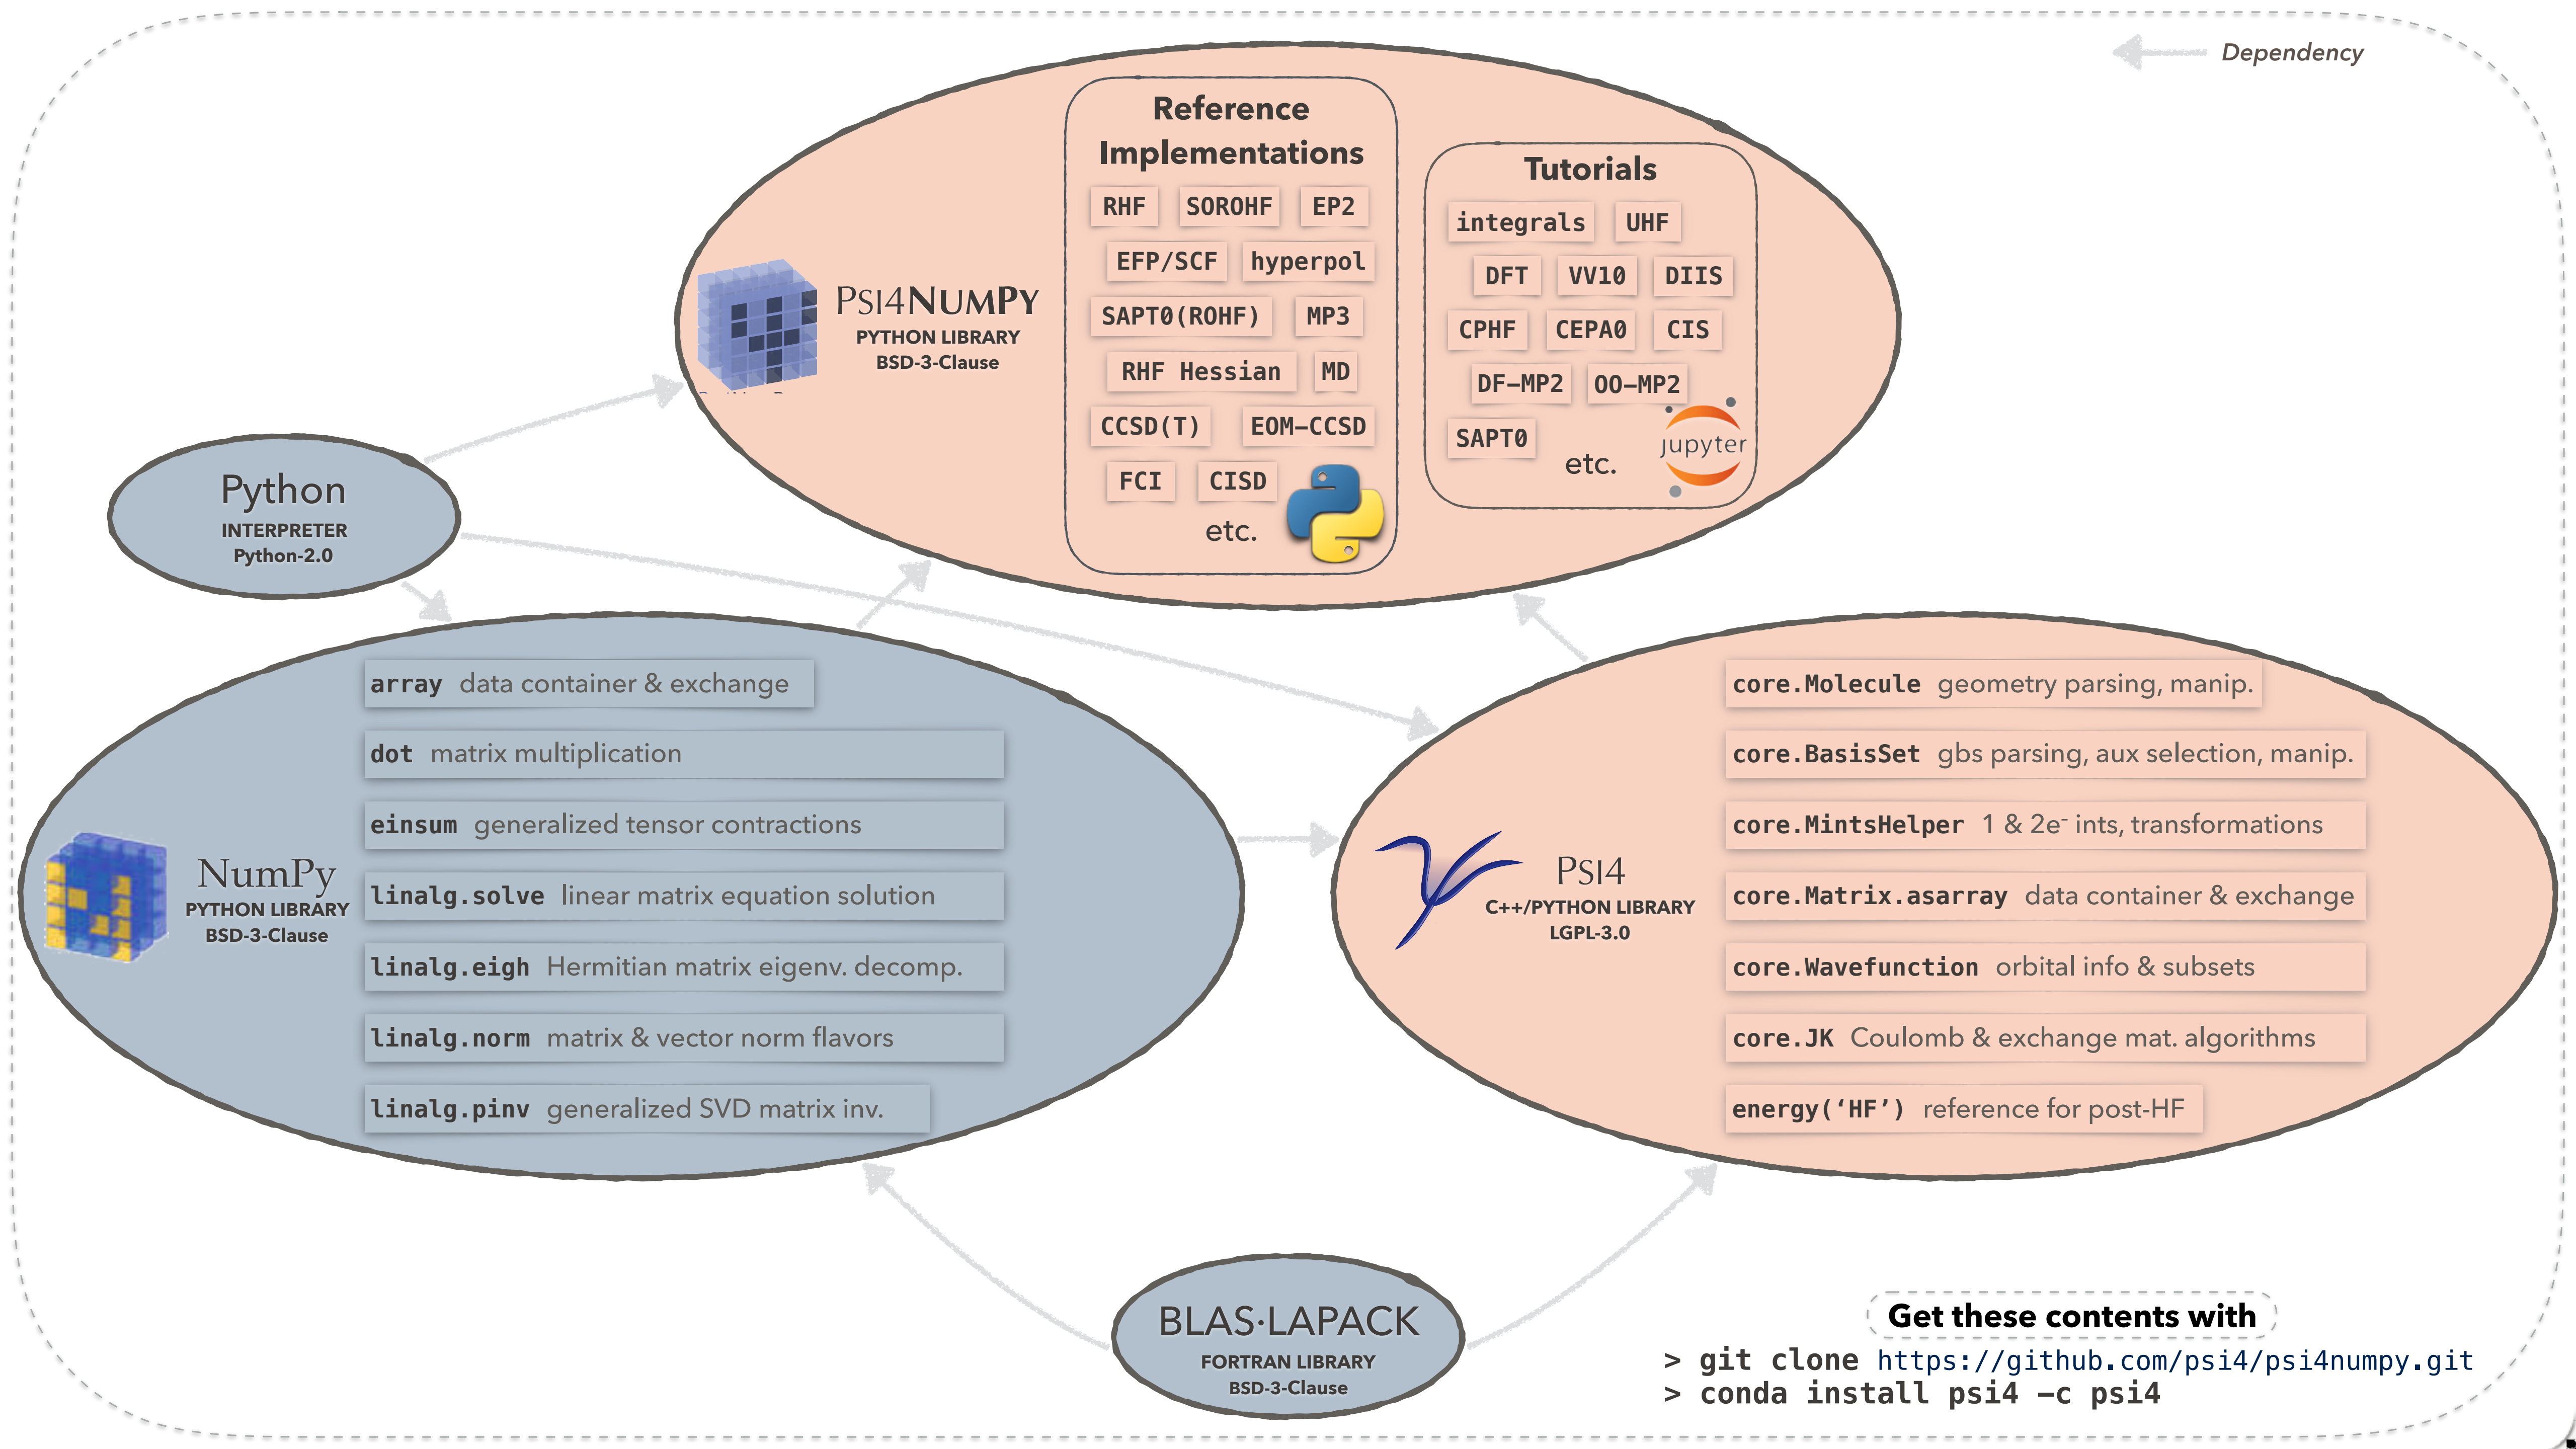 Dependency
Reference
Implementations
RHF SOROHF EP2
EFP/SCF hyperpol
SAPT0(ROHF) MP3
RHF Hessian MD
CCSD(T) EOM–CCSD
FCI CISD
etc.
Tutorials
integrals UHF
DFT VV10 DIIS
CPHF CEPA0 CIS
DF–MP2 OO–MP2
SAPT0
etc.
jupyter
PSI4NUMPY
PYTHON LIBRARY
BSD-3-Clause
Python
INTERPRETER
Python-2.0
array data container & exchange
dot matrix multiplication
einsum generalized tensor contractions
linalg.solve linear matrix equation solution
linalg.eigh Hermitian matrix eigenv. decomp.
linalg.norm matrix & vector norm flavors
linalg.pinv generalized SVD matrix inv.
NumPy
PYTHON LIBRARY
BSD-3-Clause
PSI4
C++/PYTHON LIBRARY
LGPL-3.0
core.Molecule geometry parsing, manip.
core.BasisSet gbs parsing, aux selection, manip.
core.MintsHelper 1 & 2e⁻ ints, transformations
core.Matrix.asarray data container & exchange
core.Wavefunction orbital info & subsets
core.JK Coulomb & exchange mat. algorithms
energy(‘HF’) reference for post-HF
BLAS·LAPACK
FORTRAN LIBRARY
BSD-3-Clause
Get these contents with
> git clone https://github.com/psi4/psi4numpy.git
> conda install psi4 –c psi4